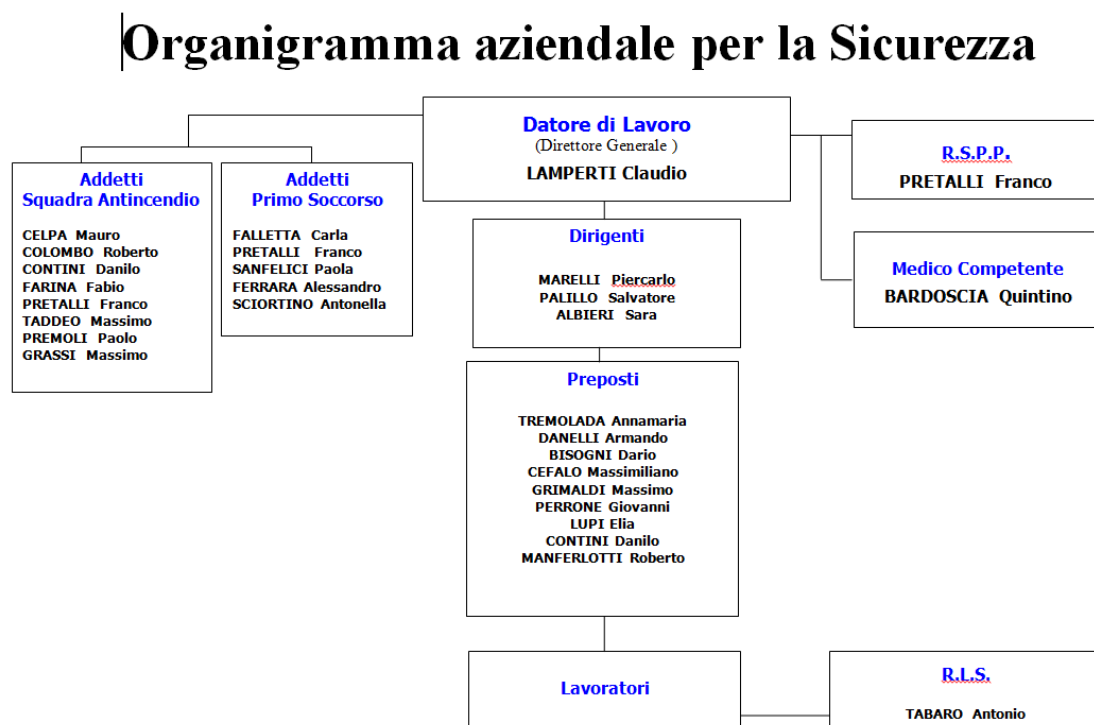 Organigramma aziendale per la Sicurezza
Datore di Lavoro
(Direttore Generale )
LAMPERTI Claudio
R.S.P.P.
PRETALLI Franco
Medico Competente
BARDOSCIA Quintino
Addetti
Squadra Antincendio
CELPA Mauro
COLOMBO Roberto
CONTINI Danilo
FARINA Fabio
PRETALLI Franco
TADDEO Massimo
PREMOLI Paolo
GRASSI Massimo
Addetti
Primo Soccorso
FALLETTA Carla
PRETALLI Franco
SANFELICI Paola
FERRARA Alessandro
SCIORTINO Antonella
Dirigenti
MARELLI Piercarlo
PALILLO Salvatore
ALBIERI Sara
Preposti
TREMOLADA Annamaria
DANELLI Armando
BISOGNI Dario
CEFALO Massimiliano
GRIMALDI Massimo
PERRONE Giovanni
LUPI Elia
CONTINI Danilo
MANFERLOTTI Roberto
Lavoratori
R.L.S.
TABARO Antonio